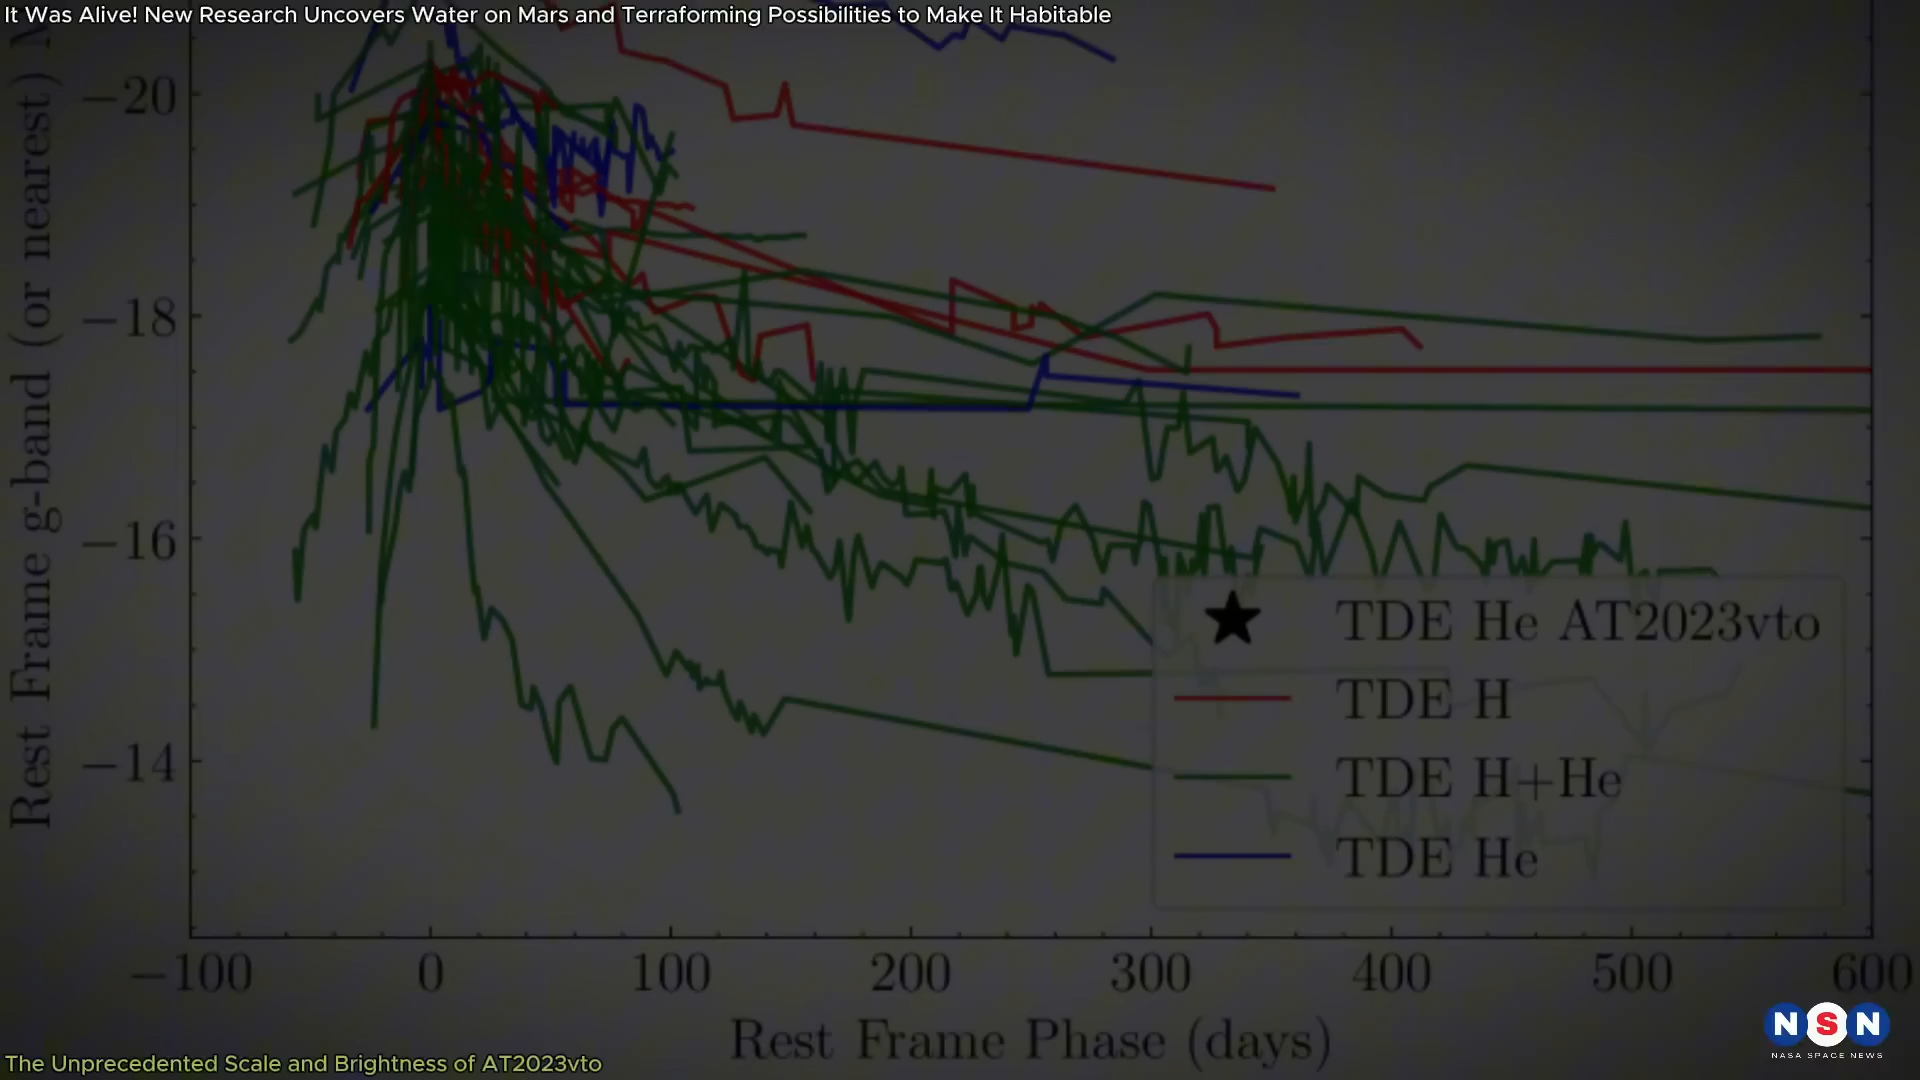 It Was Alive! New Research Uncovers Water on Mars and Terraforming Possibilities to Make It Habitable
Rest Frame g-band (or nearest) M
−20
−18
−16
−14
TDE He AT2023vto
TDE H
TDE H+He
TDE He
−100 0 100 200 300 400 500 600
Rest Frame Phase (days)
NSN
NASA SPACE NEWS
The Unprecedented Scale and Brightness of AT2023vto